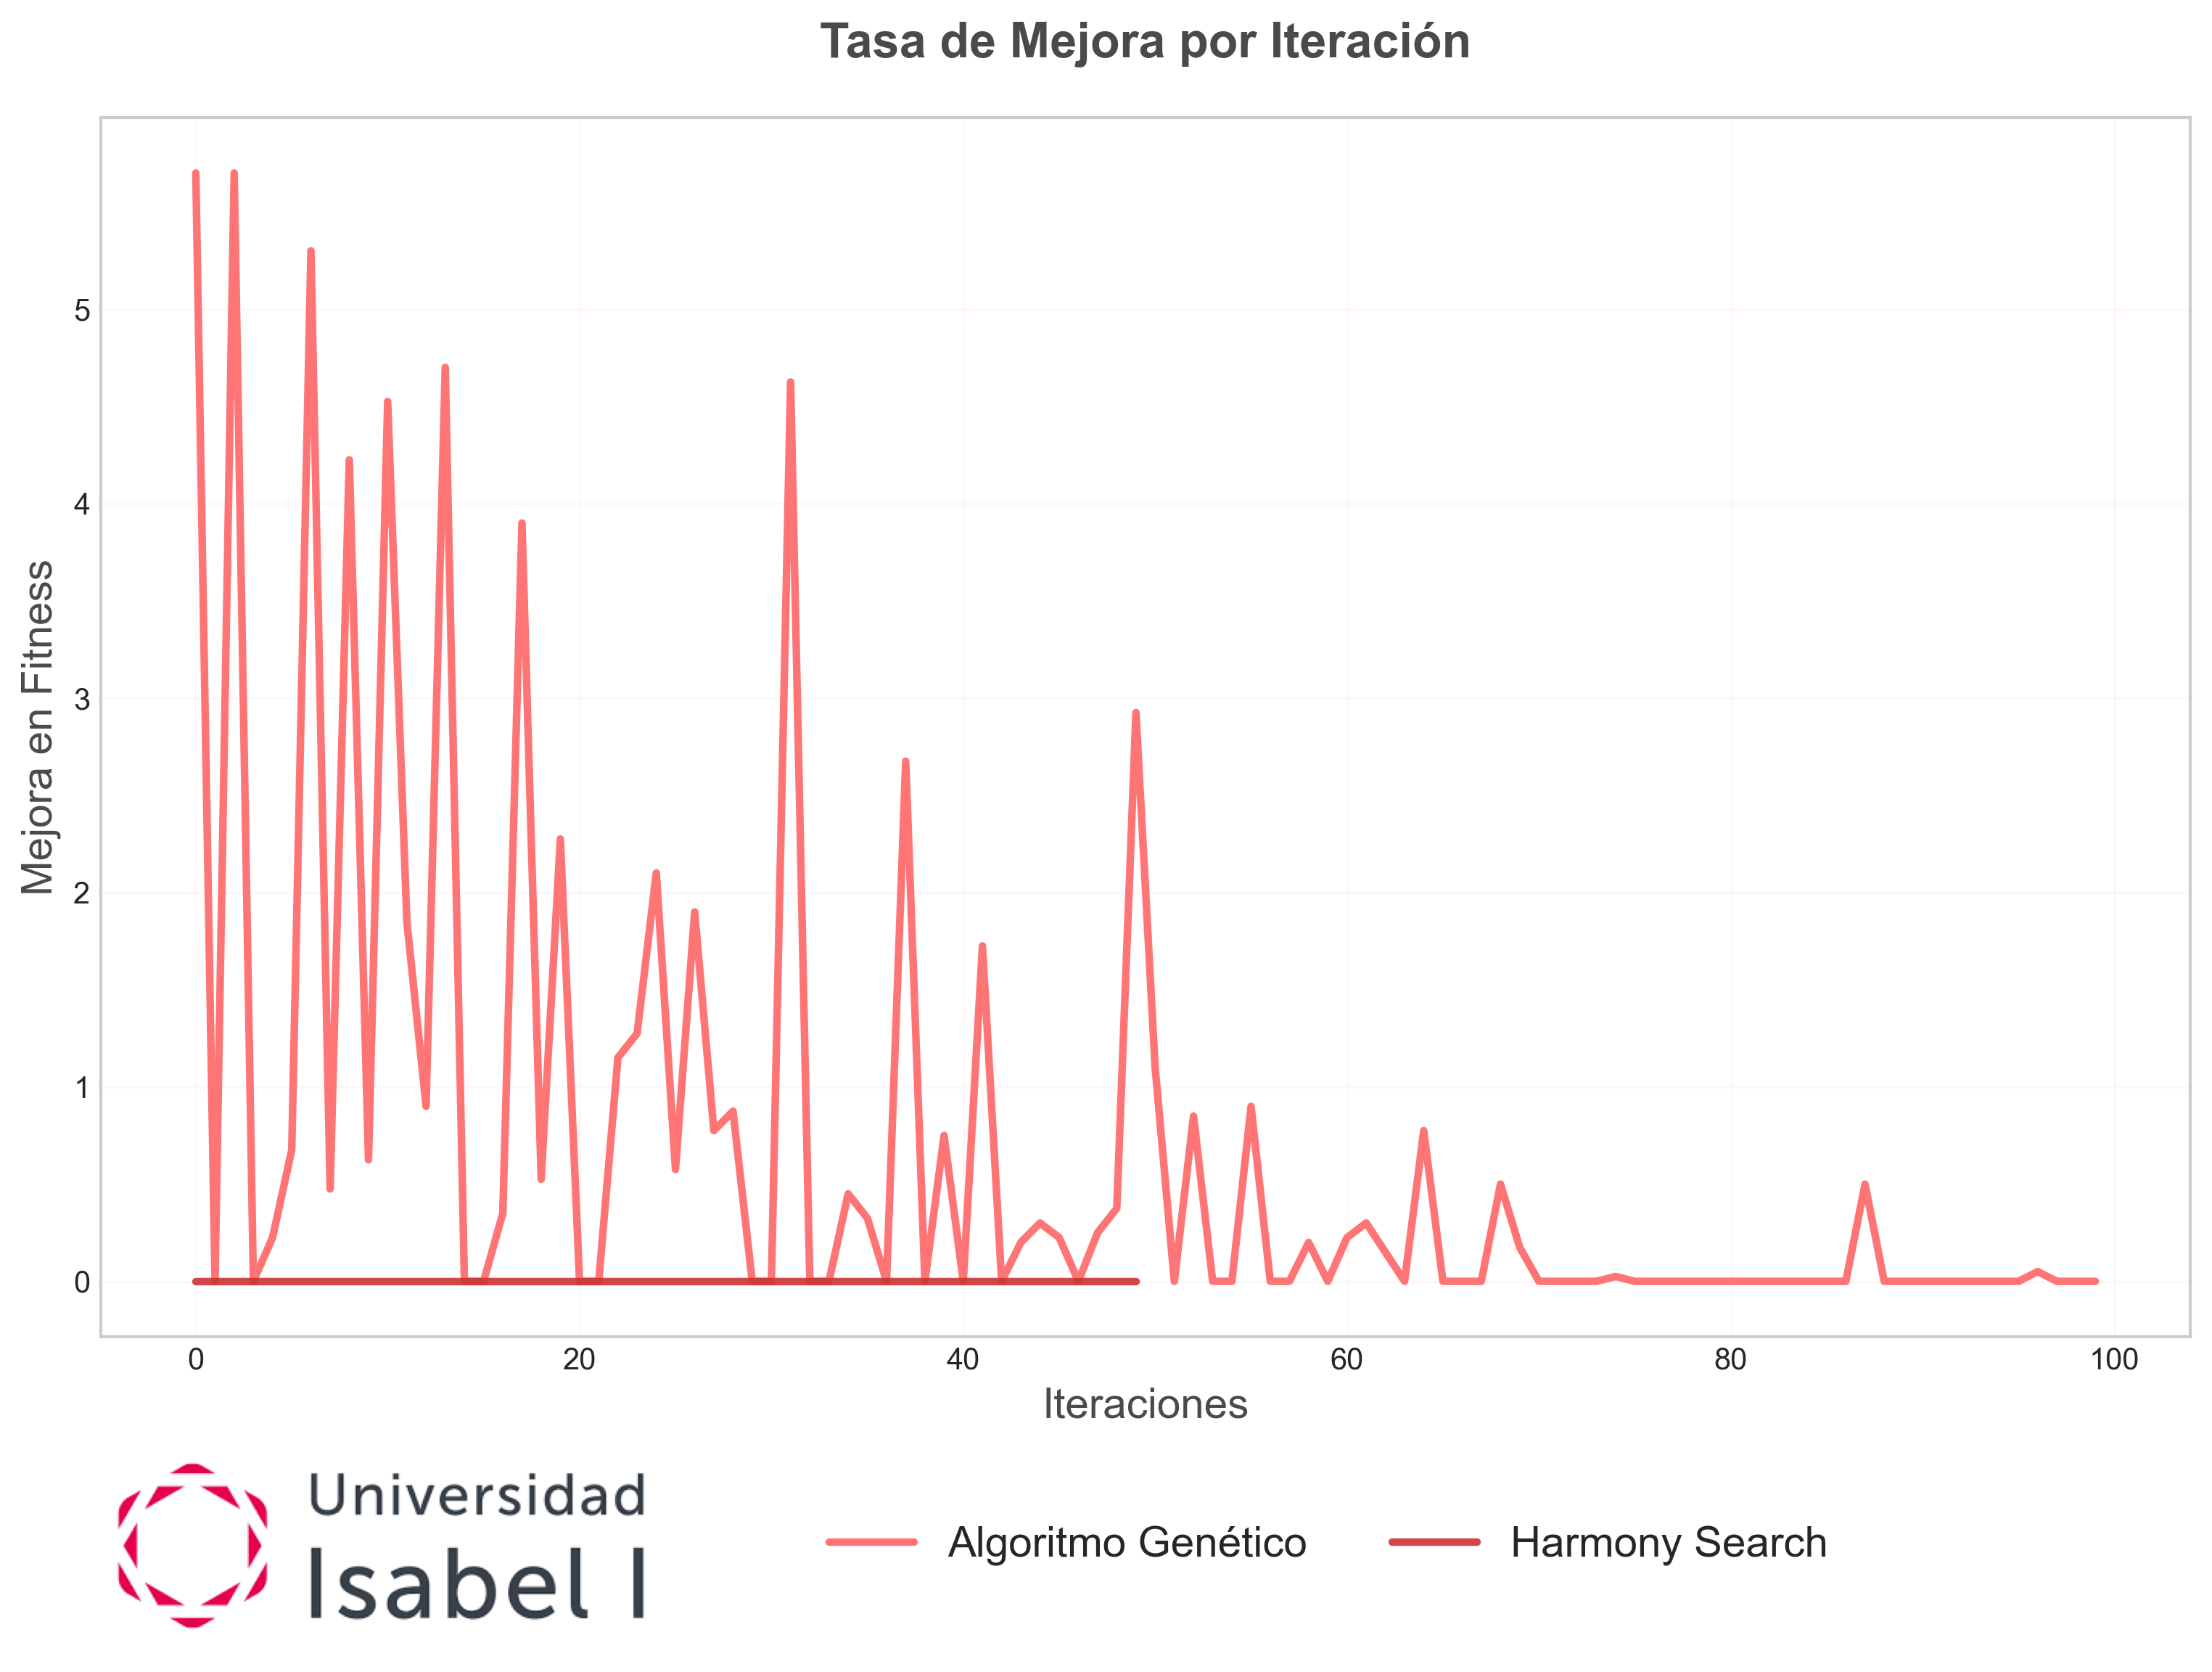 Tasa de Mejora por Iteración
Mejora en Fitness
5
4
3
2
1
0
0 20 40 60 80 100
Iteraciones
Universidad
Isabel I
Algoritmo Genético Harmony Search